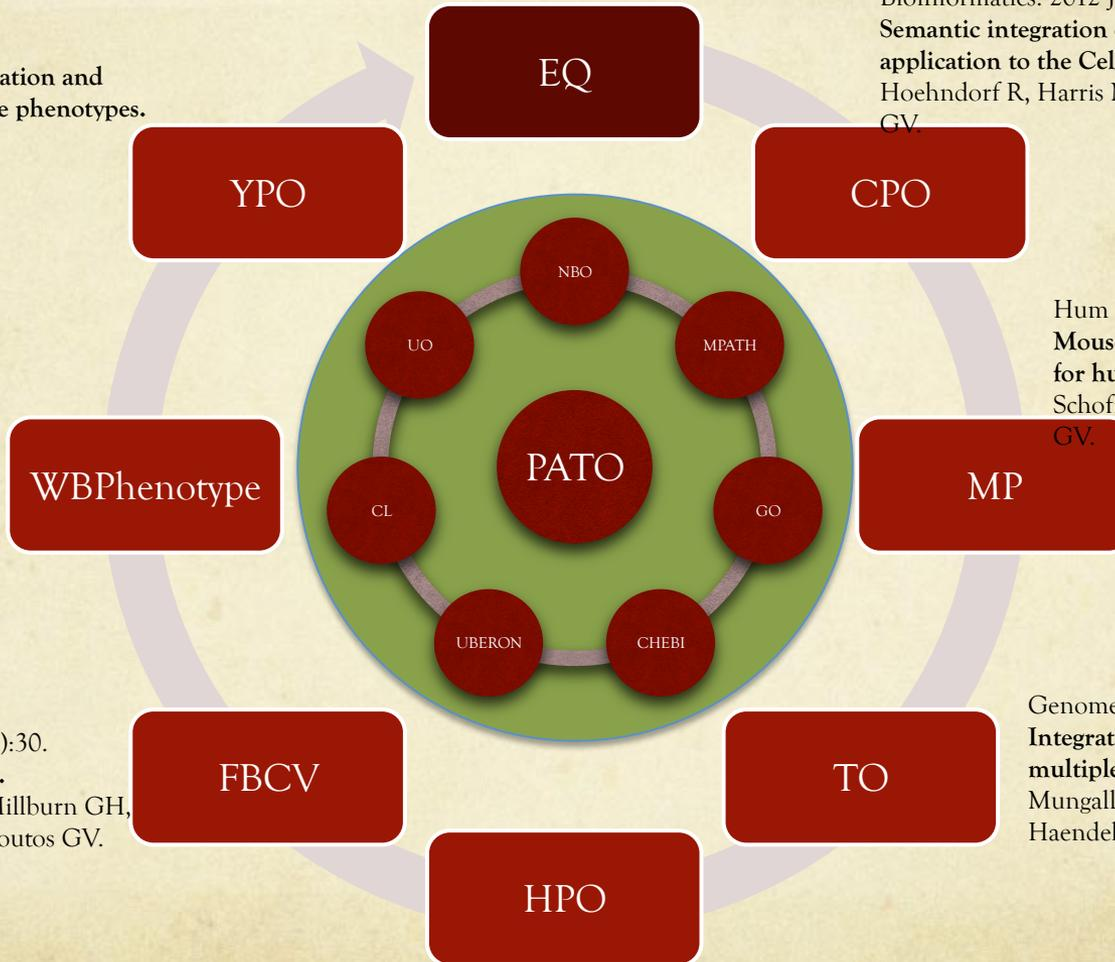 Semantic integration
application to the Cel
Hoehndorf R, Harris
GV.
ation and
e phenotypes.
EQ
YPO
CPO
NBO
UO
MPATH
Hum
Mous
for hu
Schof
GV.
WBPhenotype
PATO
MP
CL
GO
UBERON
CHEBI
Genome
Integrat
multiple
Mungall
Haendel
):30.
.
Millburn GH,
outos GV.
FBCV
TO
HPO